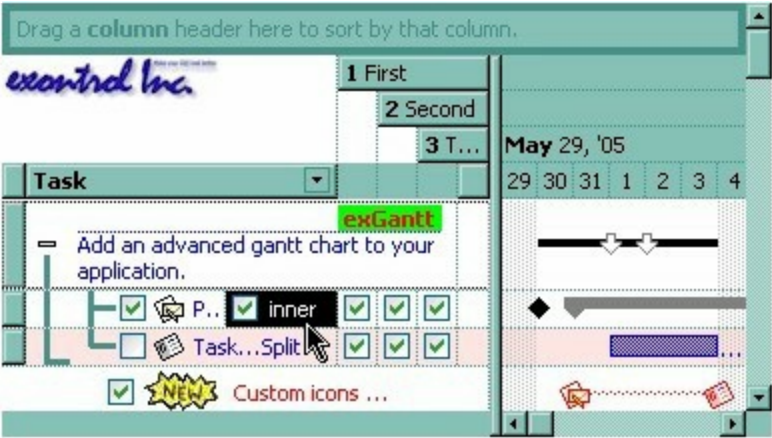 Drag a column header here to sort by that column.
exontrol Inc.
1 First
2 Second
3 T...
May 29, '05
Task
29 30 31 1 2 3 4
exGantt
Add an advanced gantt chart to your
application.
P.. inner
Task...Split
...
NEW Custom icons ...